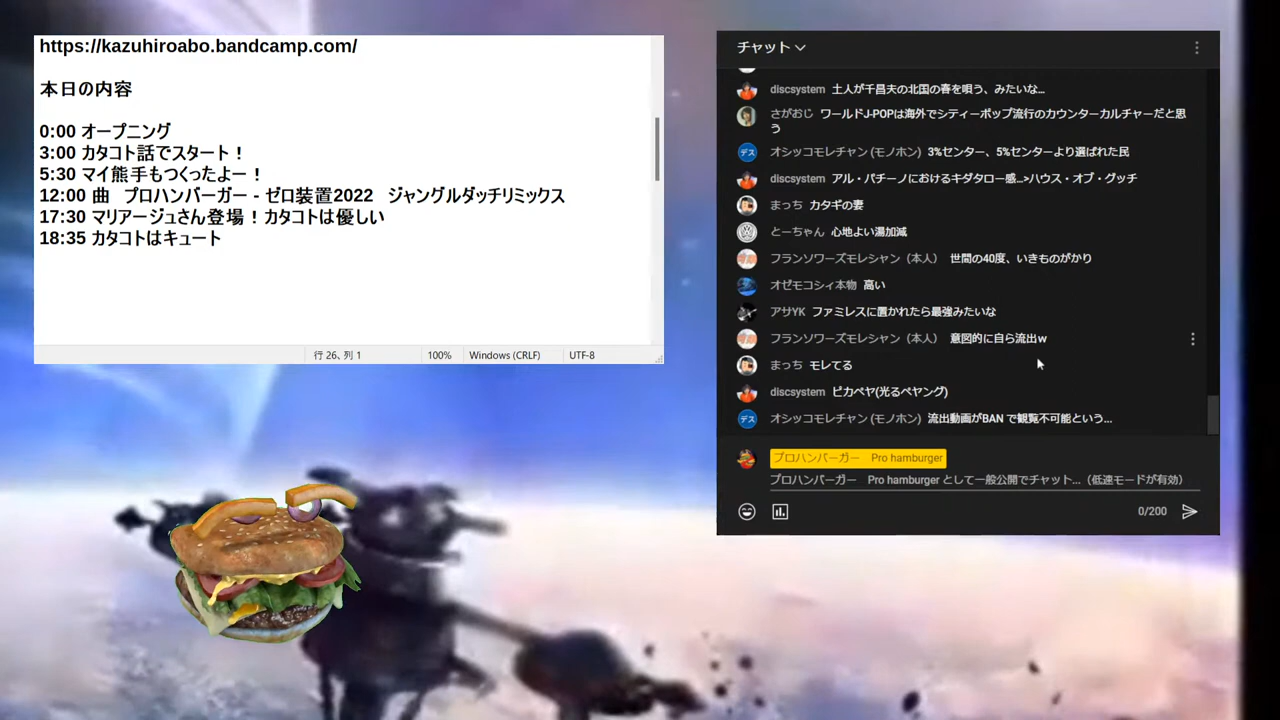 https://kazuhiroabo.bandcamp.com/
本日の内容
0:00 オープニング
3:00 カタコト話でスタート！
5:30 マイ熊手もつくったよー！
12:00 曲　プロハンバーガー - ゼロ装置2022　ジャングルダッチリミックス
17:30 マリアージュさん登場！カタコトは優しい
18:35 カタコトはキュート
行 26、列 1
100%
Windows (CRLF)
UTF-8
チャット
discsystem 土人が千昌夫の北国の春を唄う、みたいな...
さがおじ ワールドJ-POPは海外でシティーポップ流行のカウンターカルチャーだと思
う
デス オシッコモレチャン (モノホン) 3%センター、5%センターより選ばれた民
discsystem アル・パチーノにおけるキダタロー感...>ハウス・オブ・グッチ
まっち カタギの妻
とーちゃん 心地よい湯加減
フランソワーズモレシャン（本人） 世間の40度、いきものがかり
オゼモコシィ本物 高い
アサYK ファミレスに置かれたら最強みたいな
フランソワーズモレシャン（本人） 意図的に自ら流出w
まっち モレてる
discsystem ピカペヤ(光るペヤング)
デス オシッコモレチャン (モノホン) 流出動画がBAN で観覧不可能という...
プロハンバーガー　Pro hamburger
プロハンバーガー　Pro hamburger として一般公開でチャット...（低速モードが有効）
0/200